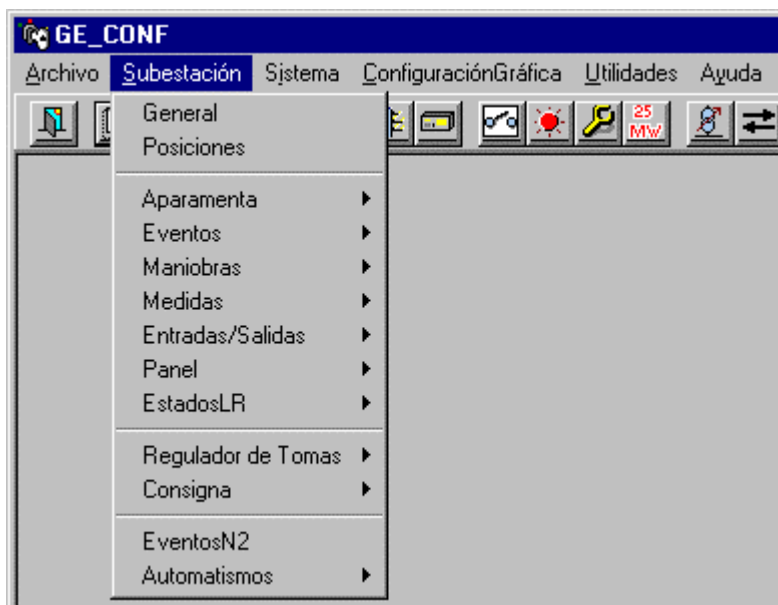 GE_CONF
Archivo Subestación Sistema ConfiguraciónGráfica Utilidades Ayuda
25
MW
General
Posiciones
Aparamenta
Eventos
Maniobras
Medidas
Entradas/Salidas
Panel
EstadosLR
Regulador de Tomas
Consigna
EventosN2
Automatismos